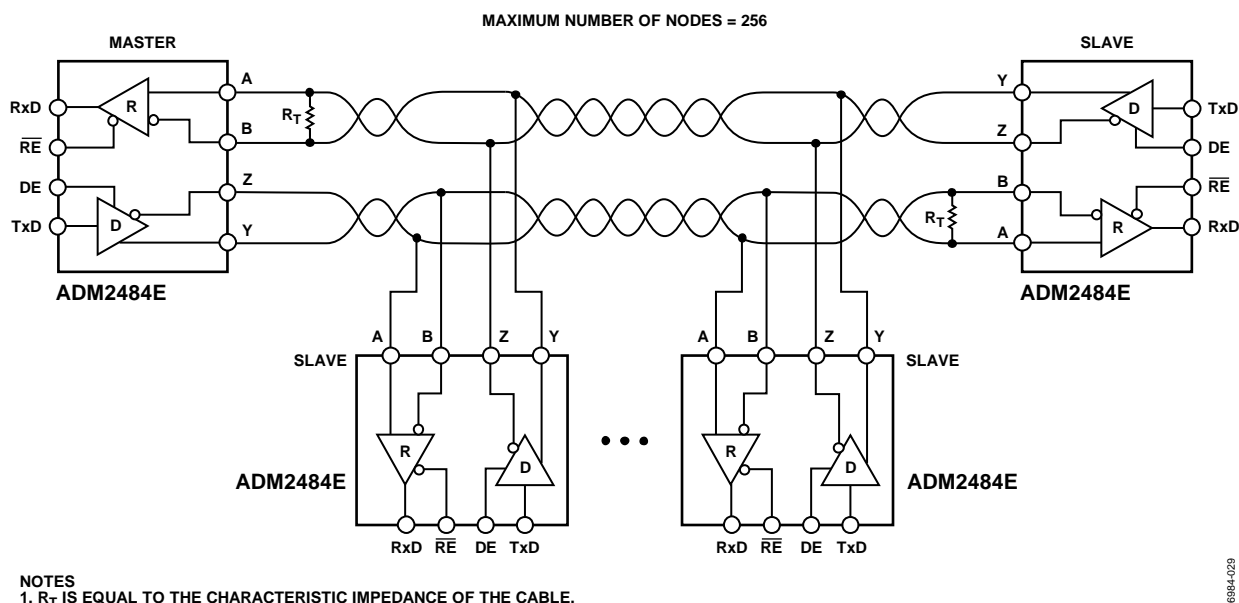 MAXIMUM NUMBER OF NODES = 256
MASTER
SLAVE
A
B
Z
Y
RxD
RE
DE
TxD
R
D
RT
ADM2484E
Y
Z
B
A
TxD
DE
RE
RxD
D
R
RT
ADM2484E
A
B
Z
Y
SLAVE
R
D
ADM2484E
RxD
RE
DE
TxD
A
B
Z
Y
SLAVE
R
D
ADM2484E
RxD
RE
DE
TxD
NOTES
1. RT IS EQUAL TO THE CHARACTERISTIC IMPEDANCE OF THE CABLE.
6984-029